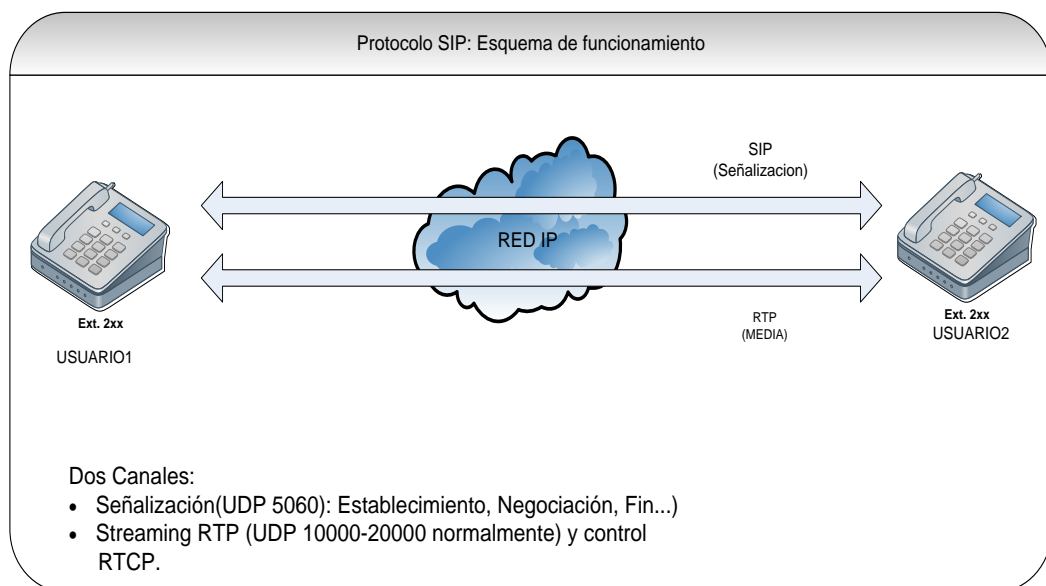 Protocolo SIP: Esquema de funcionamiento
SIP
(Señalizacion)
RED IP
Ext. 2xx
USUARIO1
RTP
(MEDIA)
Ext. 2xx
USUARIO2
Dos Canales:
• Señalización(UDP 5060): Establecimiento, Negociación, Fin...)
• Streaming RTP (UDP 10000-20000 normalmente) y control
RTCP.